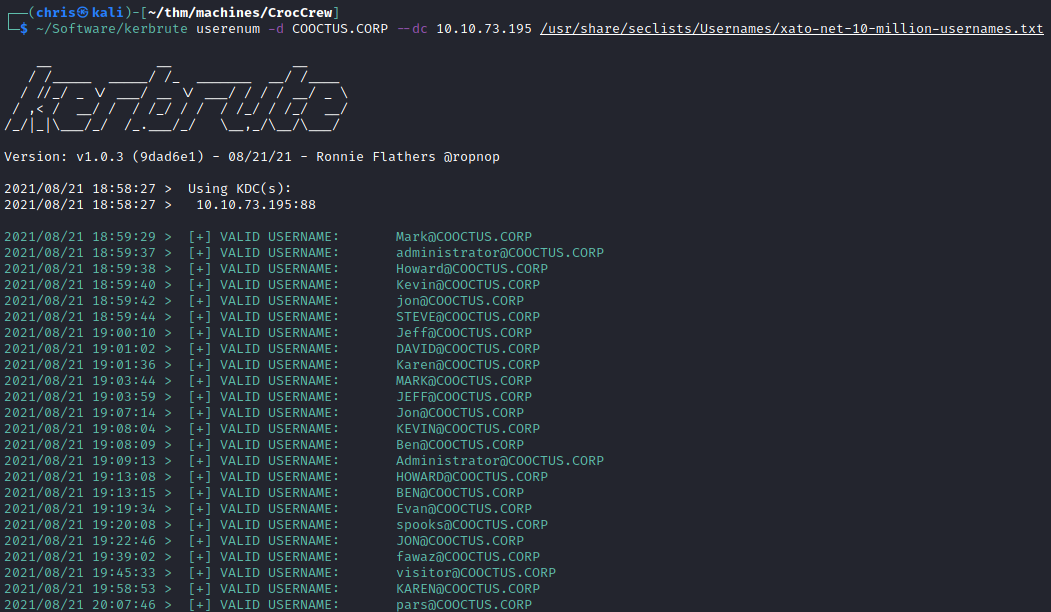 ┌──(chris㉿kali)-[~/thm/machines/CrocCrew]
└─$ ~/Software/kerbrute userenum -d COOCTUS.CORP --dc 10.10.73.195 /usr/share/seclists/Usernames/xato-net-10-million-usernames.txt
kerbrute
Version: v1.0.3 (9dad6e1) - 08/21/21 - Ronnie Flathers @ropnop
2021/08/21 18:58:27 > Using KDC(s):
2021/08/21 18:58:27 > 10.10.73.195:88
2021/08/21 18:59:29 > [+] VALID USERNAME: Mark@COOCTUS.CORP
2021/08/21 18:59:37 > [+] VALID USERNAME: administrator@COOCTUS.CORP
2021/08/21 18:59:38 > [+] VALID USERNAME: Howard@COOCTUS.CORP
2021/08/21 18:59:40 > [+] VALID USERNAME: Kevin@COOCTUS.CORP
2021/08/21 18:59:42 > [+] VALID USERNAME: jon@COOCTUS.CORP
2021/08/21 18:59:44 > [+] VALID USERNAME: STEVE@COOCTUS.CORP
2021/08/21 19:00:10 > [+] VALID USERNAME: Jeff@COOCTUS.CORP
2021/08/21 19:01:02 > [+] VALID USERNAME: DAVID@COOCTUS.CORP
2021/08/21 19:01:36 > [+] VALID USERNAME: Karen@COOCTUS.CORP
2021/08/21 19:03:44 > [+] VALID USERNAME: MARK@COOCTUS.CORP
2021/08/21 19:03:59 > [+] VALID USERNAME: JEFF@COOCTUS.CORP
2021/08/21 19:07:14 > [+] VALID USERNAME: Jon@COOCTUS.CORP
2021/08/21 19:08:04 > [+] VALID USERNAME: KEVIN@COOCTUS.CORP
2021/08/21 19:08:09 > [+] VALID USERNAME: Ben@COOCTUS.CORP
2021/08/21 19:09:13 > [+] VALID USERNAME: Administrator@COOCTUS.CORP
2021/08/21 19:13:08 > [+] VALID USERNAME: HOWARD@COOCTUS.CORP
2021/08/21 19:13:15 > [+] VALID USERNAME: BEN@COOCTUS.CORP
2021/08/21 19:19:34 > [+] VALID USERNAME: Evan@COOCTUS.CORP
2021/08/21 19:20:08 > [+] VALID USERNAME: spooks@COOCTUS.CORP
2021/08/21 19:22:46 > [+] VALID USERNAME: JON@COOCTUS.CORP
2021/08/21 19:39:02 > [+] VALID USERNAME: fawaz@COOCTUS.CORP
2021/08/21 19:45:33 > [+] VALID USERNAME: visitor@COOCTUS.CORP
2021/08/21 19:58:53 > [+] VALID USERNAME: KAREN@COOCTUS.CORP
2021/08/21 20:07:46 > [+] VALID USERNAME: pars@COOCTUS.CORP